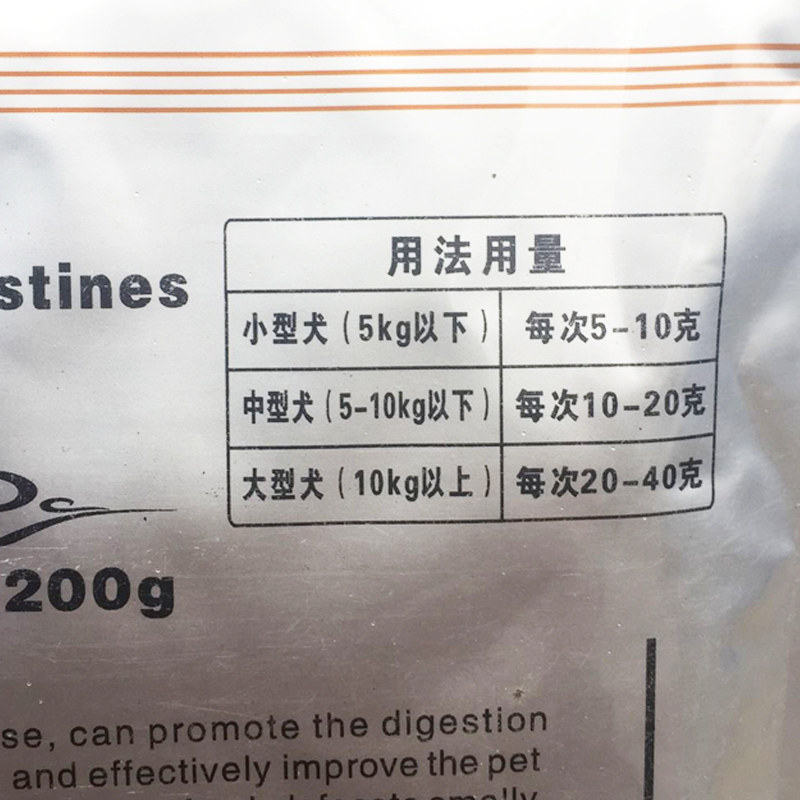 stines
用法用量
小型犬(5kg以下) 每次5-10克
中型犬(5-10kg以下) 每次10-20克
大型犬(10kg以上) 每次20-40克
200g
se, can promote the digestion
and effectively improve the pet